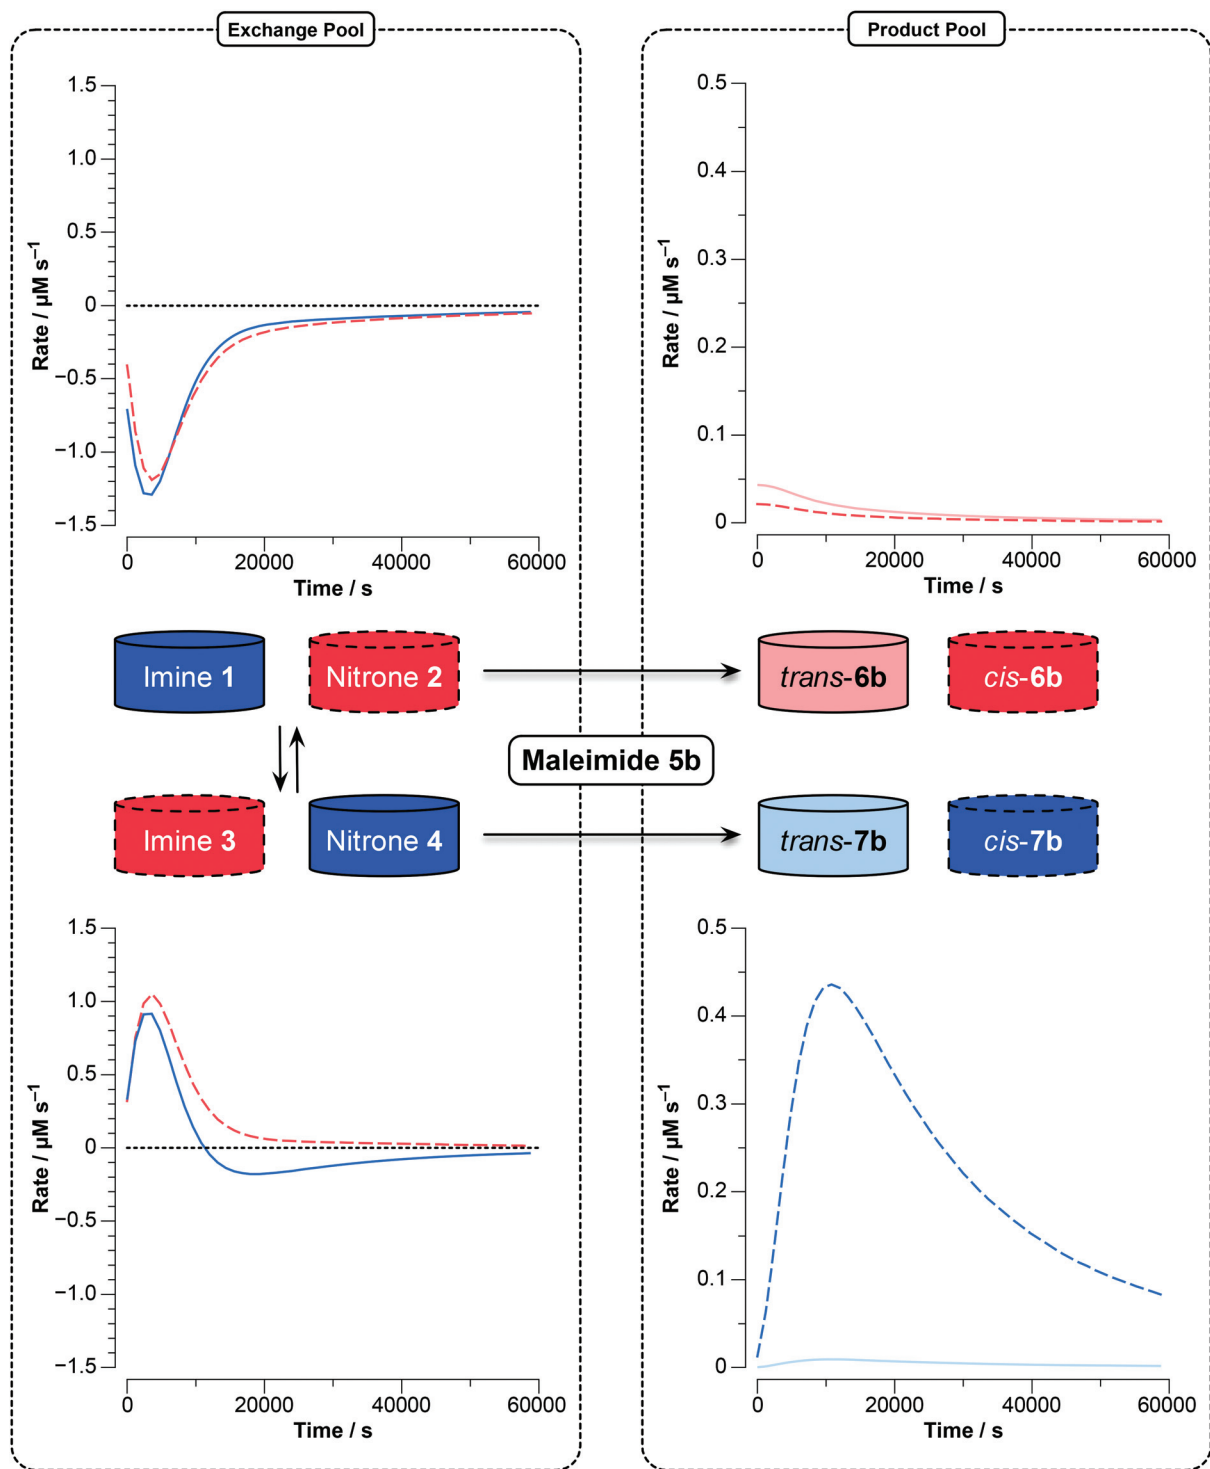 Exchange Pool
Product Pool
1.5
1.0
0.5
0
−0.5
−1.0
−1.5
Rate / µM s⁻¹
0 20000 40000 60000
Time / s
0.5
0.4
0.3
0.2
0.1
0
Rate / µM s⁻¹
0 20000 40000 60000
Time / s
Imine 1
Nitrone 2
trans-6b
cis-6b
Maleimide 5b
Imine 3
Nitrone 4
trans-7b
cis-7b
1.5
1.0
0.5
0
−0.5
−1.0
−1.5
Rate / µM s⁻¹
0 20000 40000 60000
Time / s
0.5
0.4
0.3
0.2
0.1
0
Rate / µM s⁻¹
0 20000 40000 60000
Time / s